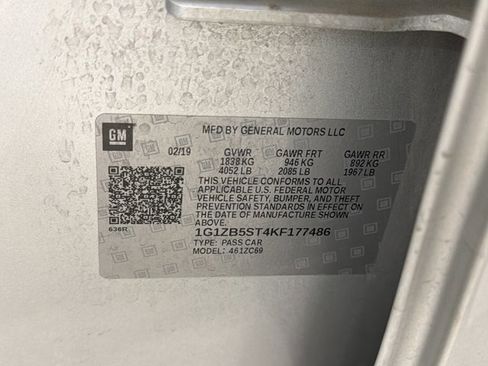 GM
MFD BY GENERAL MOTORS LLC
02/19 GVWR GAWR FRT GAWR RR
1838 KG 946 KG 892 KG
4052 LB 2085 LB 1967 LB
THIS VEHICLE CONFORMS TO ALL
APPLICABLE U.S. FEDERAL MOTOR
VEHICLE SAFETY, BUMPER, AND THEFT
PREVENTION STANDARDS IN EFFECT ON
THE DATE OF MANUFACTURE SHOWN
ABOVE.
636R
1G1ZB5ST4KF177486
TYPE: PASS CAR
MODEL: 461ZC69